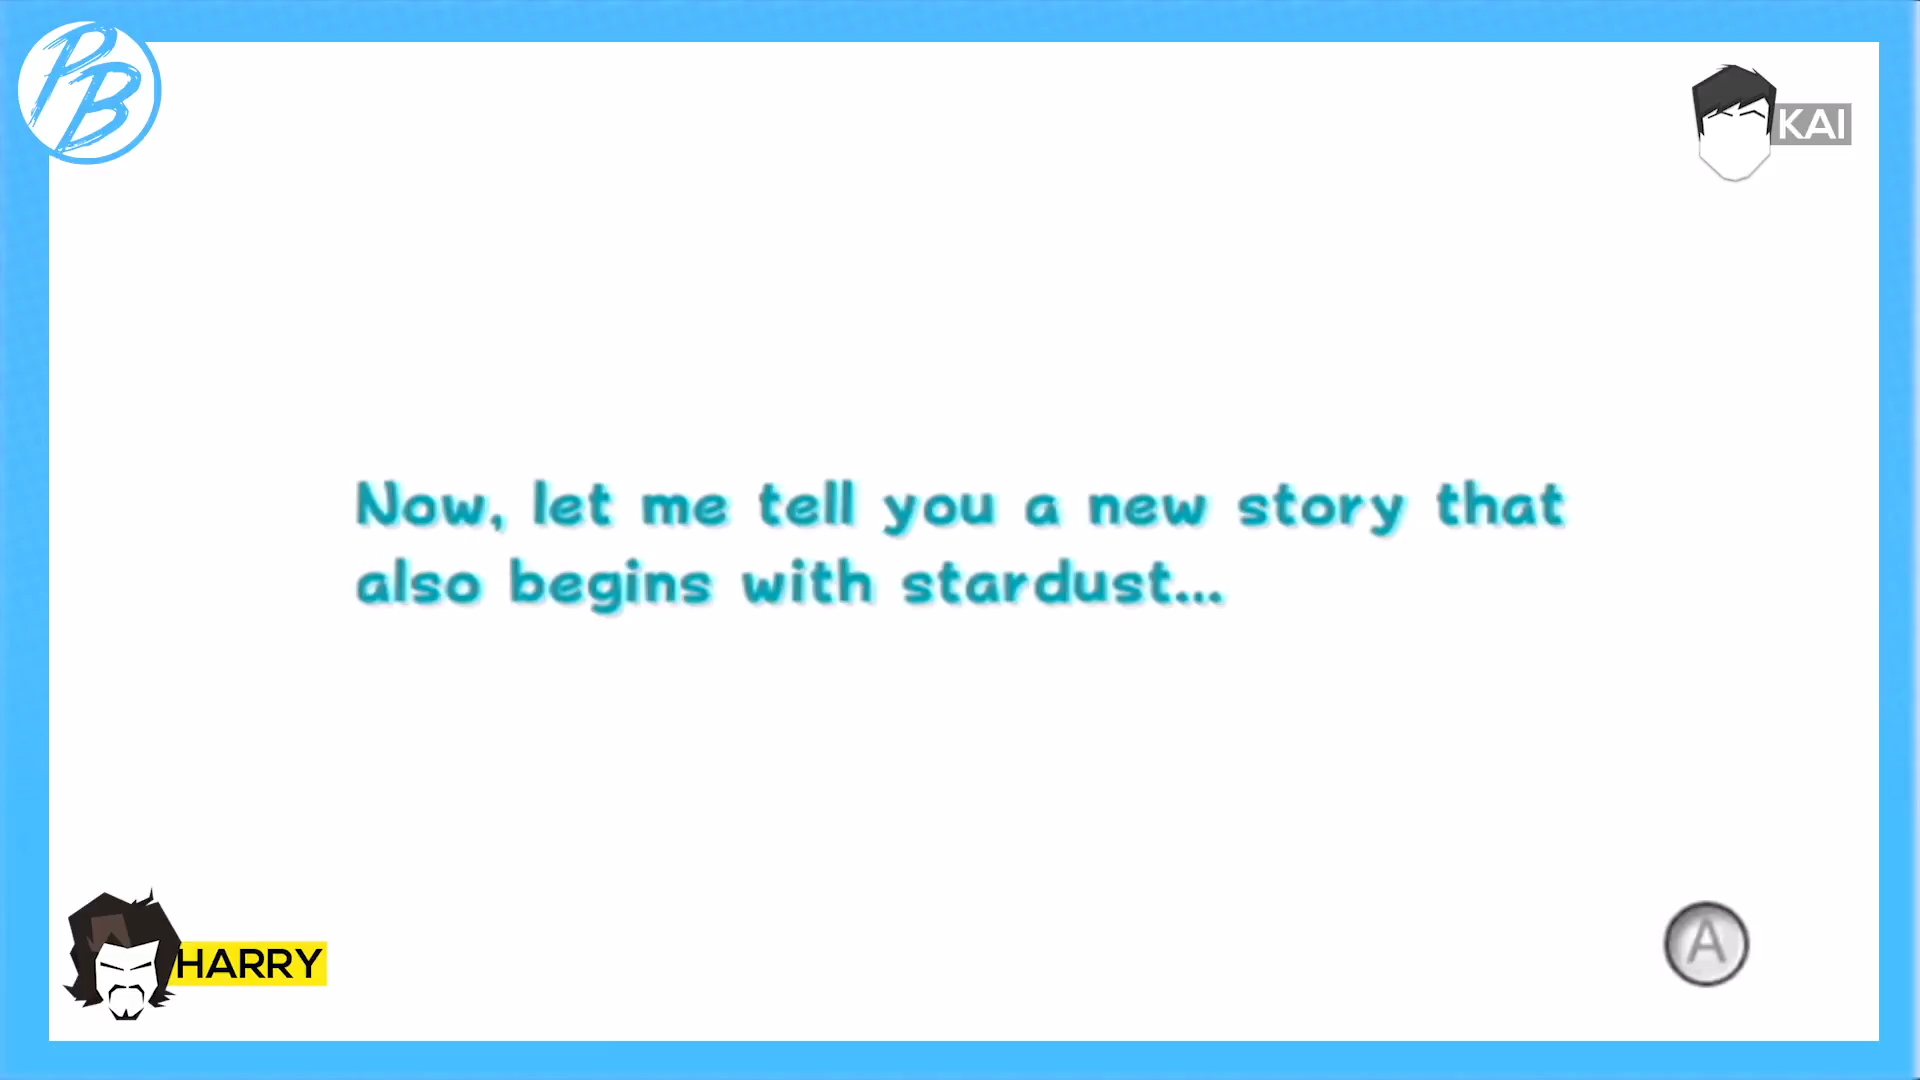 PB
KAI
Now, let me tell you a new story that
also begins with stardust...
HARRY
A